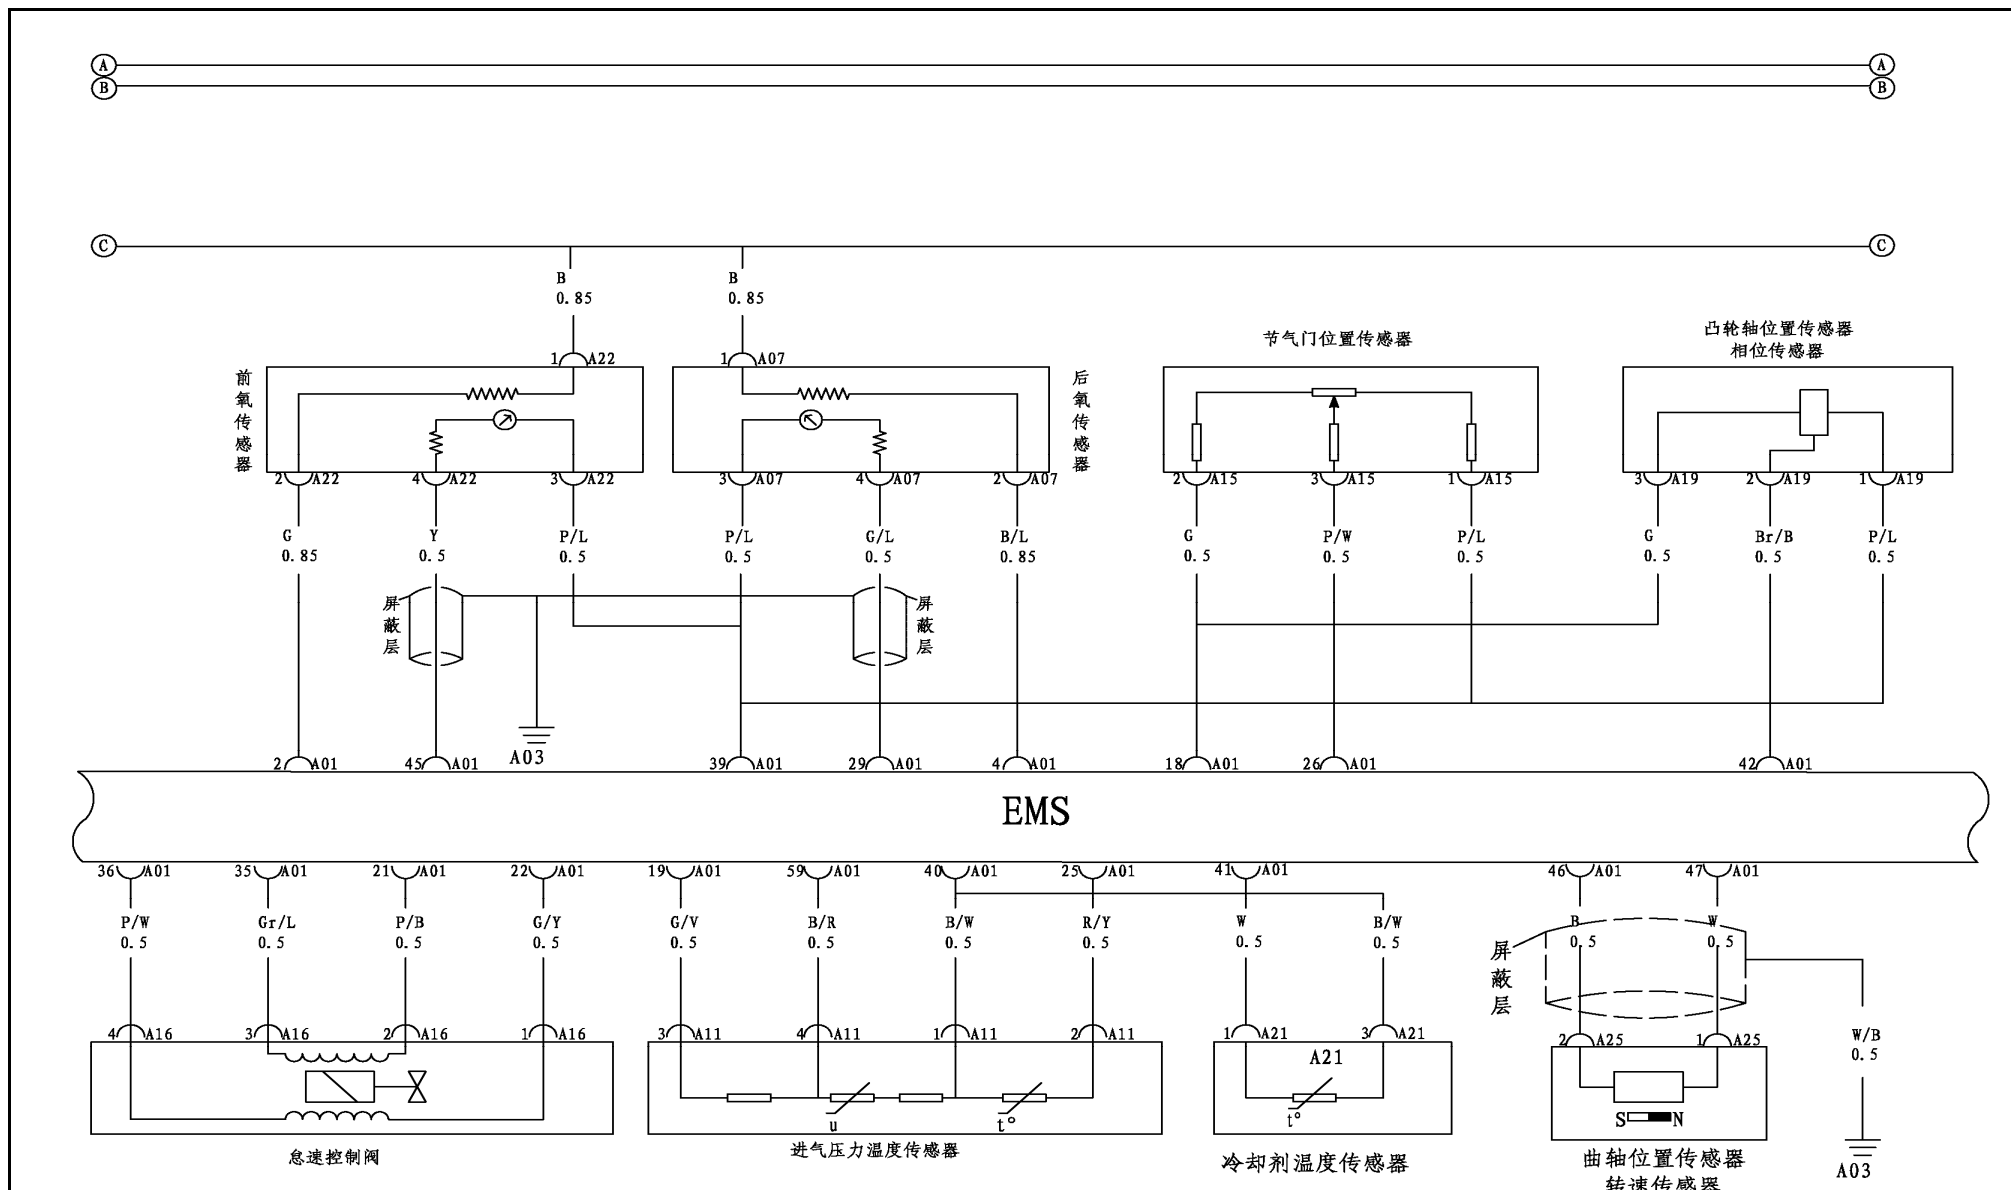 A A
B B
C C
B B
0.85 0.85
节气门位置传感器
凸轮轴位置传感器
相位传感器
1 A22 1 A07
前氧传感器
后氧传感器
2 A22 4 A22 3 A22 3 A07 4 A07 2 A07 2 A15 3 A15 1 A15 3 A19 2 A19 1 A19
G Y P/L P/L G/L B/L G P/W P/L G Br/B P/L
0.85 0.5 0.5 0.5 0.5 0.85 0.5 0.5 0.5 0.5 0.5 0.5
屏蔽层
屏蔽层
A03
2 A01 45 A01 39 A01 29 A01 4 A01 18 A01 26 A01 42 A01
EMS
36 A01 35 A01 21 A01 22 A01 19 A01 59 A01 40 A01 25 A01 41 A01 46 A01 47 A01
P/W Gr/L P/B G/Y G/V B/R B/W R/Y W B/W B W
0.5 0.5 0.5 0.5 0.5 0.5 0.5 0.5 0.5 0.5 0.5 0.5
屏蔽层
4 A16 3 A16 2 A16 1 A16 3 A11 4 A11 1 A11 2 A11 1 A21 3 A21 2 A25 1 A25
W/B
0.5
A21
u t° t°
S N
怠速控制阀
进气压力温度传感器
冷却剂温度传感器
曲轴位置传感器
转速传感器
A03